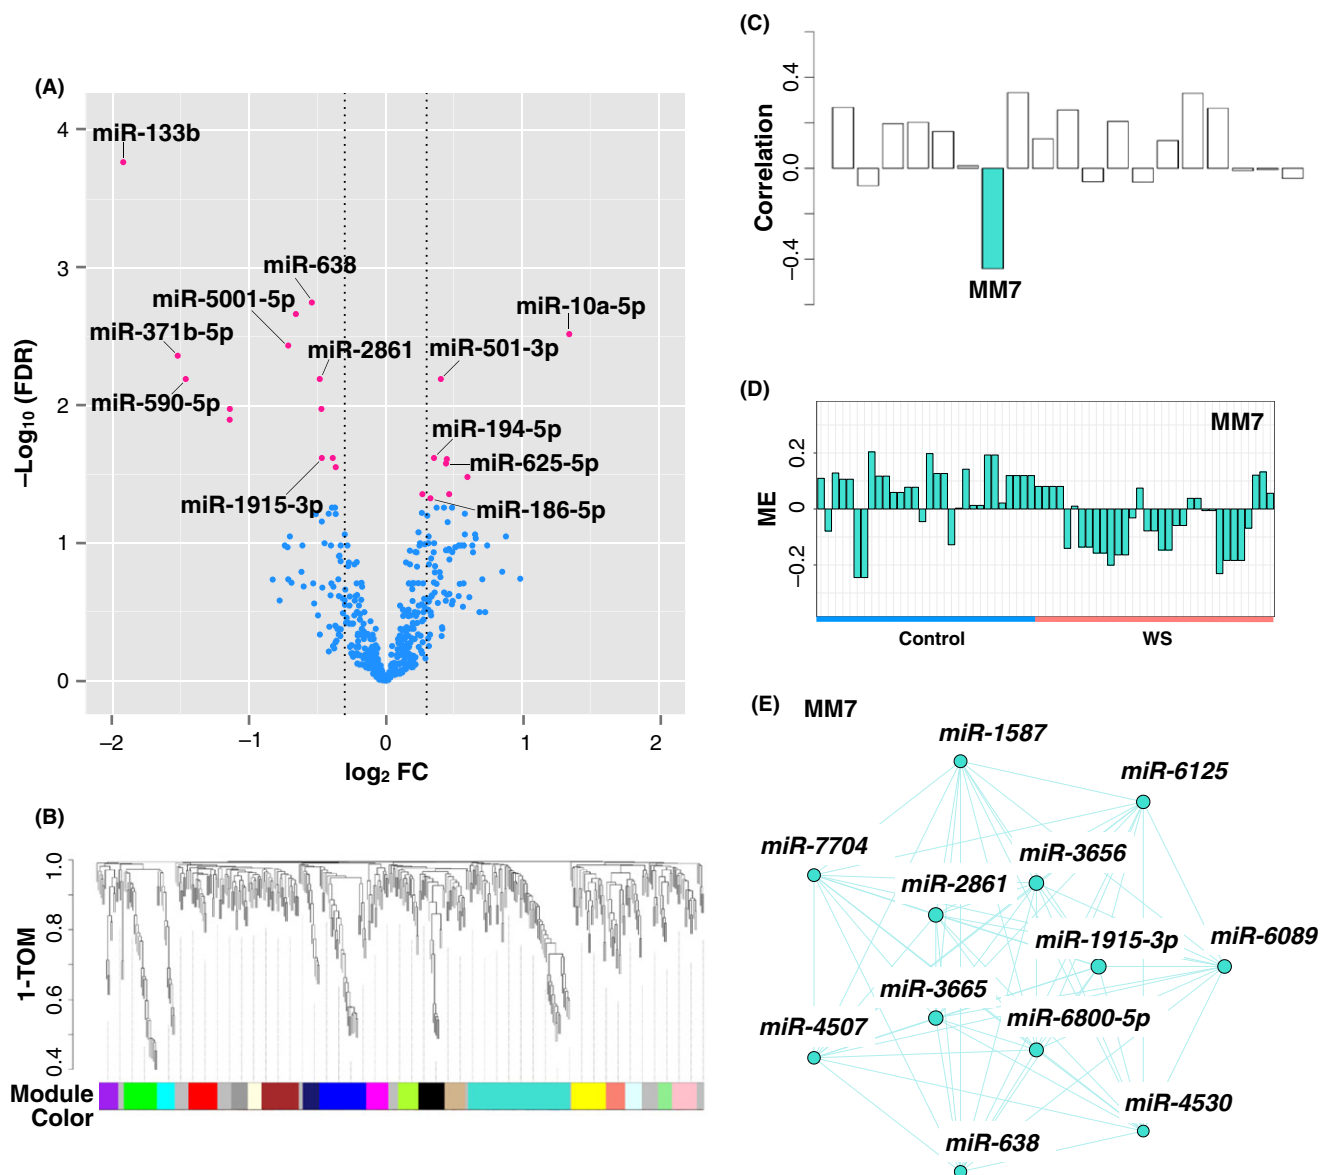 (A)
miR-133b
miR-638
miR-5001-5p
miR-371b-5p
miR-2861
miR-590-5p
miR-1915-3p
miR-10a-5p
miR-501-3p
miR-194-5p
miR-625-5p
miR-186-5p
4
3
2
1
0
−Log10 (FDR)
−2
−1
0
1
2
log2 FC
(B)
1.0
0.8
0.6
0.4
1-TOM
Module
Color
(C)
0.4
0.0
−0.4
Correlation
MM7
(D)
MM7
0.2
0
−0.2
ME
Control
WS
(E)
MM7
miR-1587
miR-6125
miR-7704
miR-3656
miR-2861
miR-1915-3p
miR-6089
miR-3665
miR-4507
miR-6800-5p
miR-4530
miR-638